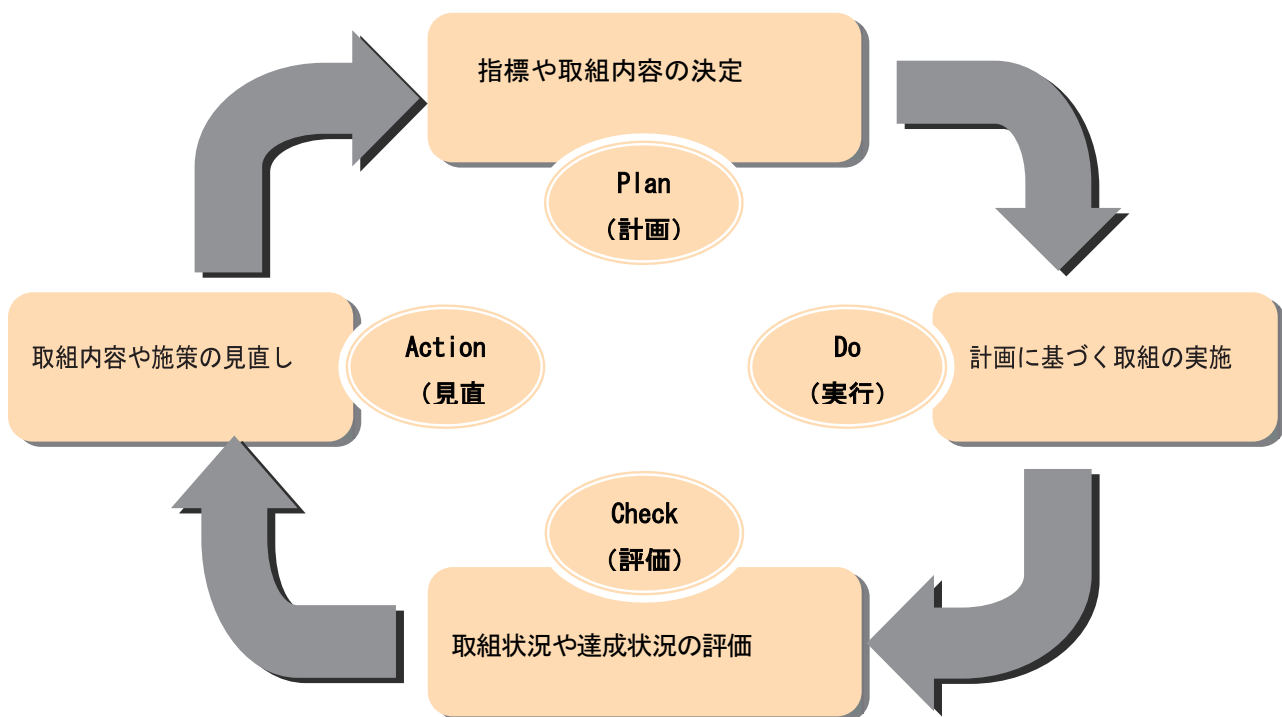 指標や取組内容の決定
Plan
（計画）
計画に基づく取組の実施
Do
（実行）
Check
（評価）
取組状況や達成状況の評価
取組内容や施策の見直し
Action
（見直